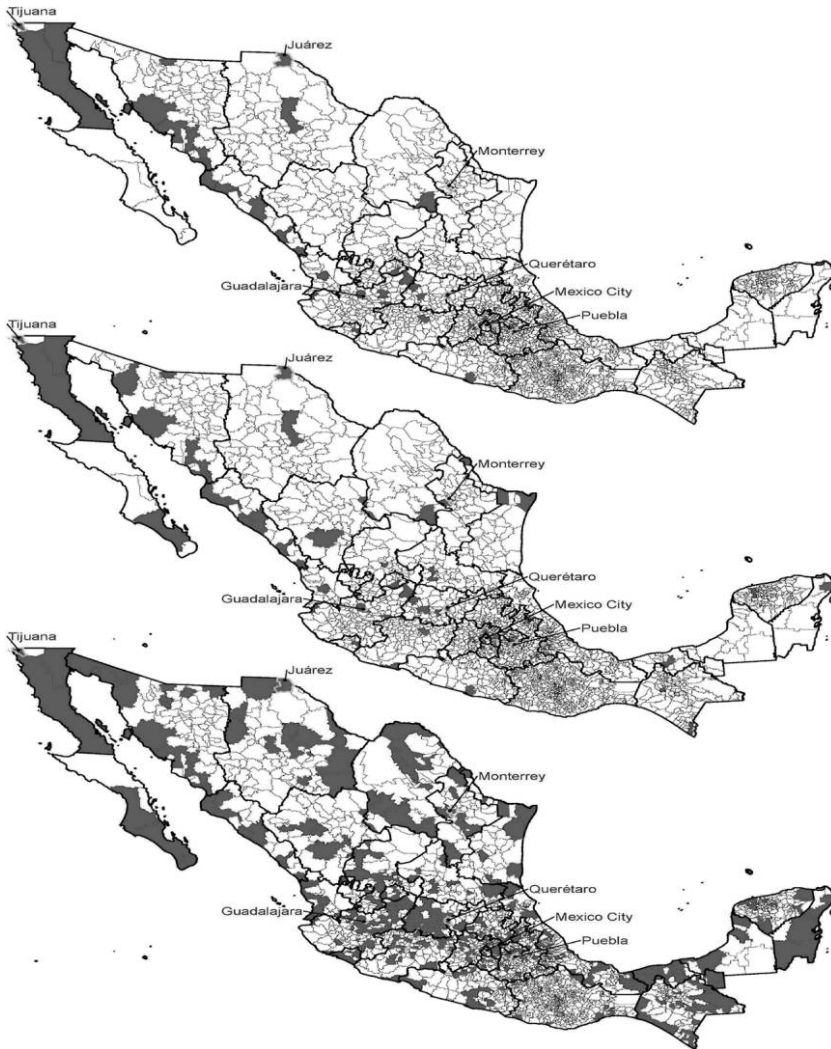 Tijuana
Juárez
Monterrey
Querétaro
Guadalajara
Mexico City
Puebla
Tijuana
Juárez
Monterrey
Querétaro
Guadalajara
Mexico City
Puebla
Tijuana
Juárez
Monterrey
Querétaro
Guadalajara
Mexico City
Puebla